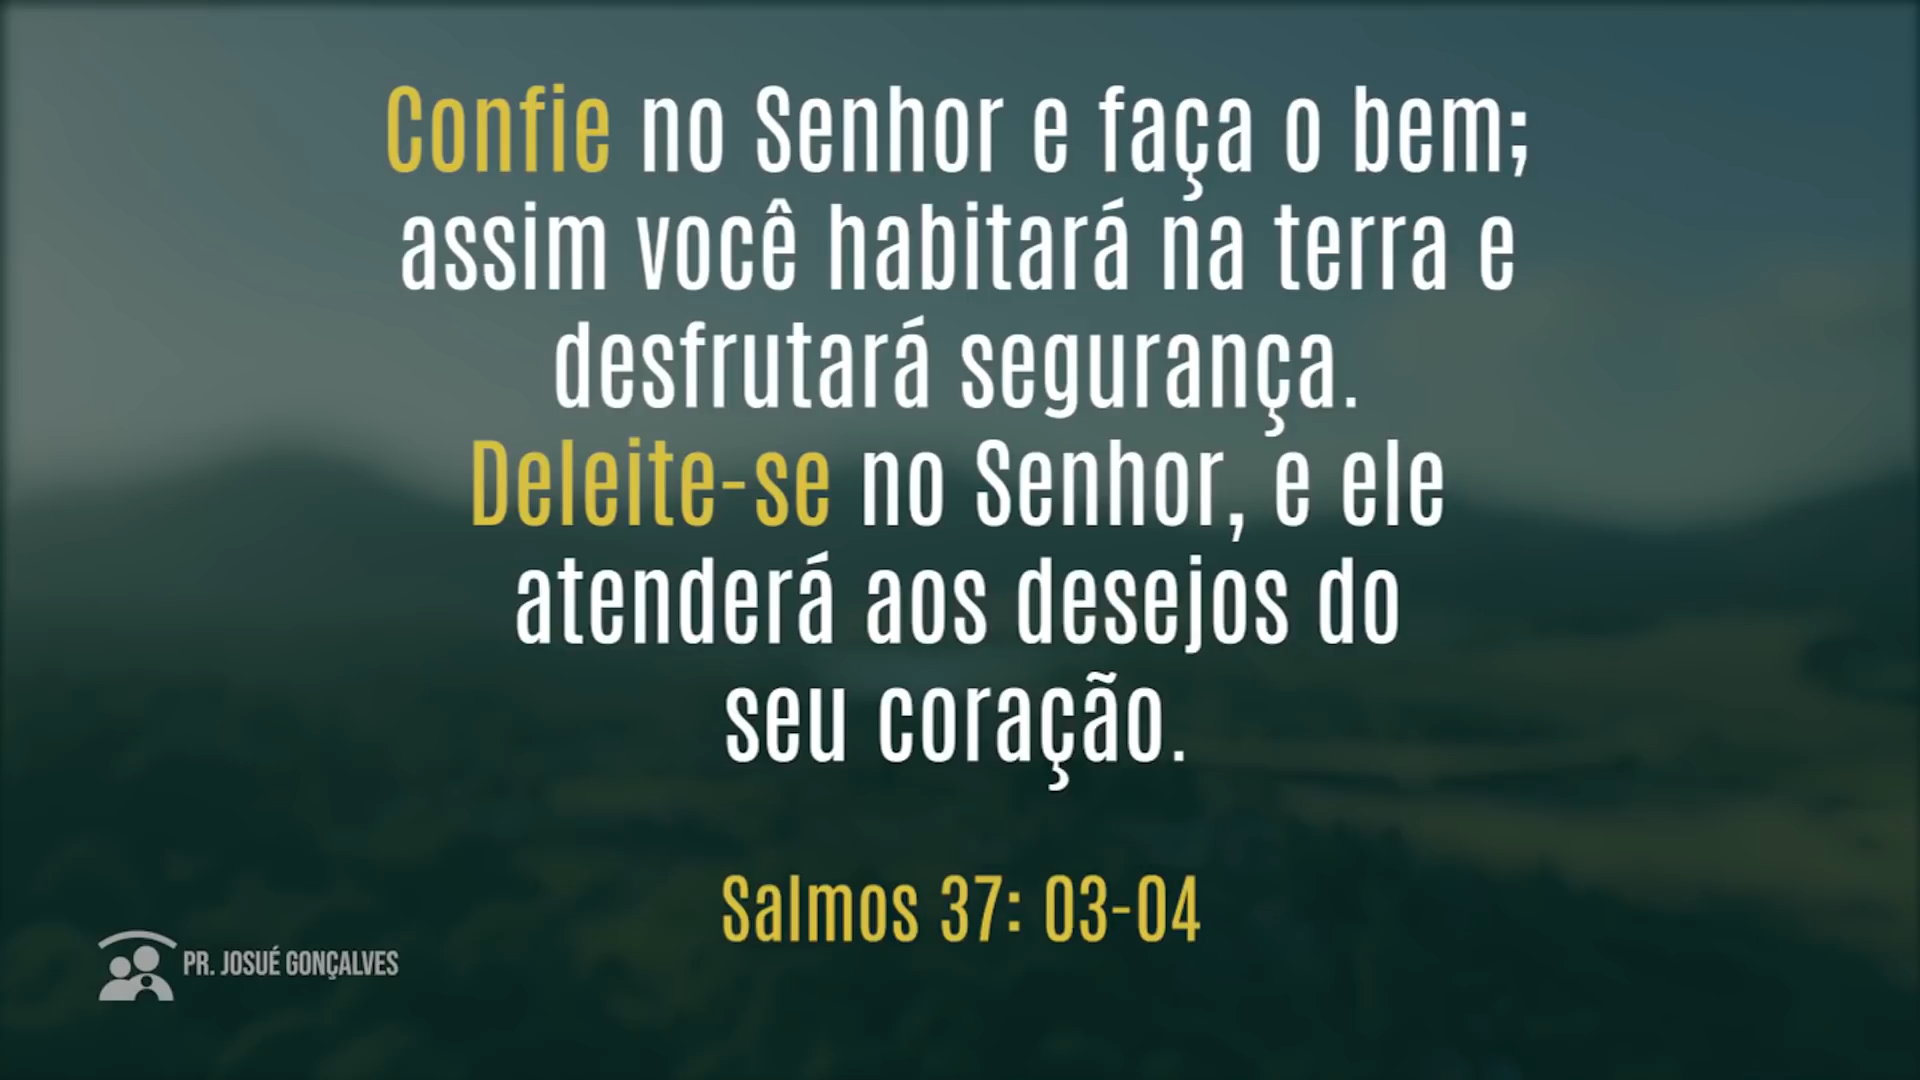 Confie no Senhor e faça o bem;
assim você habitará na terra e
desfrutará segurança.
Deleite-se no Senhor, e ele
atenderá aos desejos do
seu coração.
Salmos 37: 03-04
PR. JOSUÉ GONÇALVES